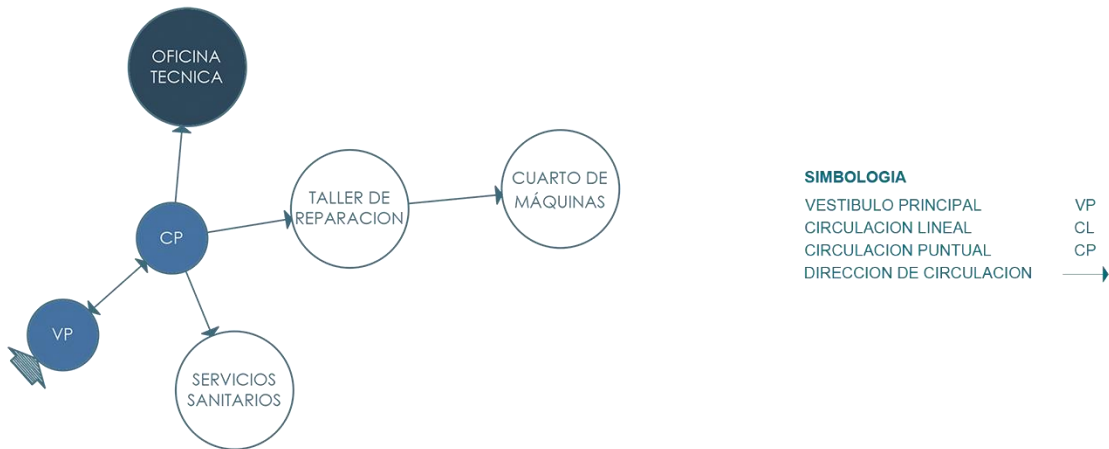 OFICINA
TECNICA
CUARTO DE
MÁQUINAS
TALLER DE
REPARACION
CP
VP
SERVICIOS
SANITARIOS
SIMBOLOGIA
VESTIBULO PRINCIPAL VP
CIRCULACION LINEAL CL
CIRCULACION PUNTUAL CP
DIRECCION DE CIRCULACION